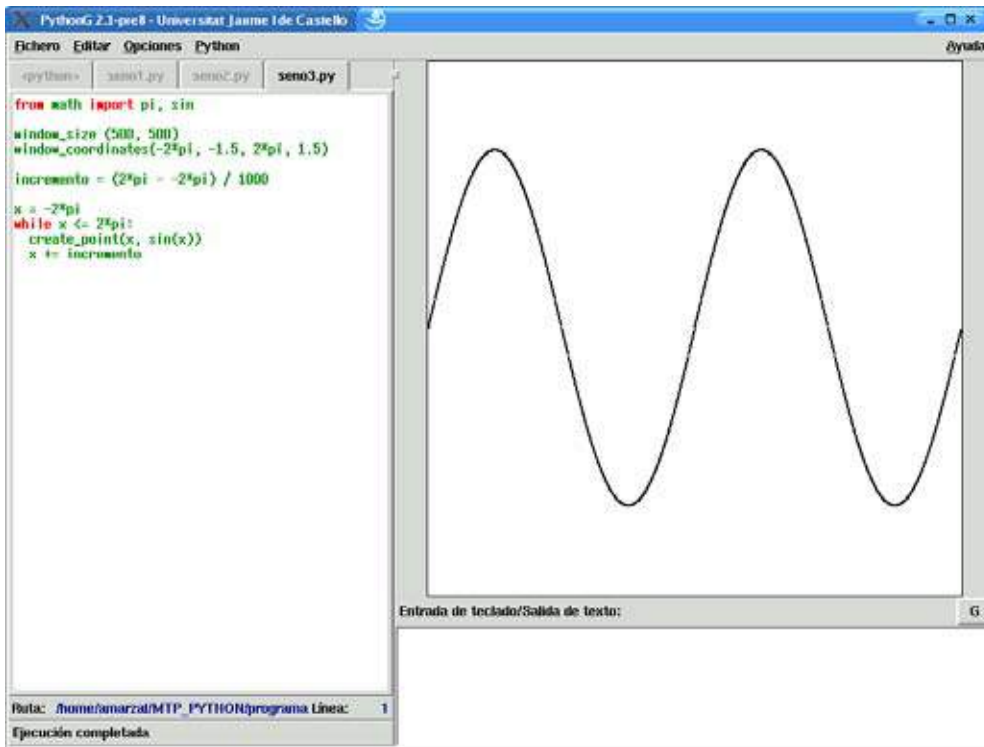 PythonG 2.1-pre8 - Universitat Jaume I de Castello
Fichero Editar Opciones Python Ayuda
<python> seno1.py seno2.py seno3.py
from math import pi, sin
window_size (500, 500)
window_coordinates(-2*pi, -1.5, 2*pi, 1.5)
incremento = (2*pi - -2*pi) / 1000
x = -2*pi
while x <= 2*pi:
create_point(x, sin(x))
x += incremento
Entrada de teclado/Salida de texto: G
Ruta: /home/amarzal/MTP_PYTHON/programa Línea: 1
Ejecución completada